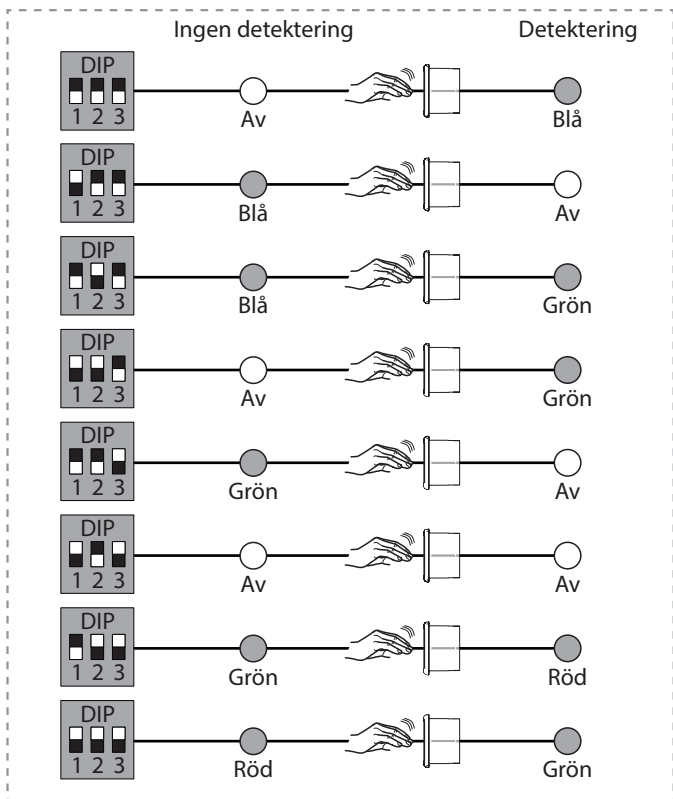 Ingen detektering Detektering
DIP
1 2 3
Av Blå
DIP
1 2 3
Blå Av
DIP
1 2 3
Blå Grön
DIP
1 2 3
Av Grön
DIP
1 2 3
Grön Av
DIP
1 2 3
Av Av
DIP
1 2 3
Grön Röd
DIP
1 2 3
Röd Grön